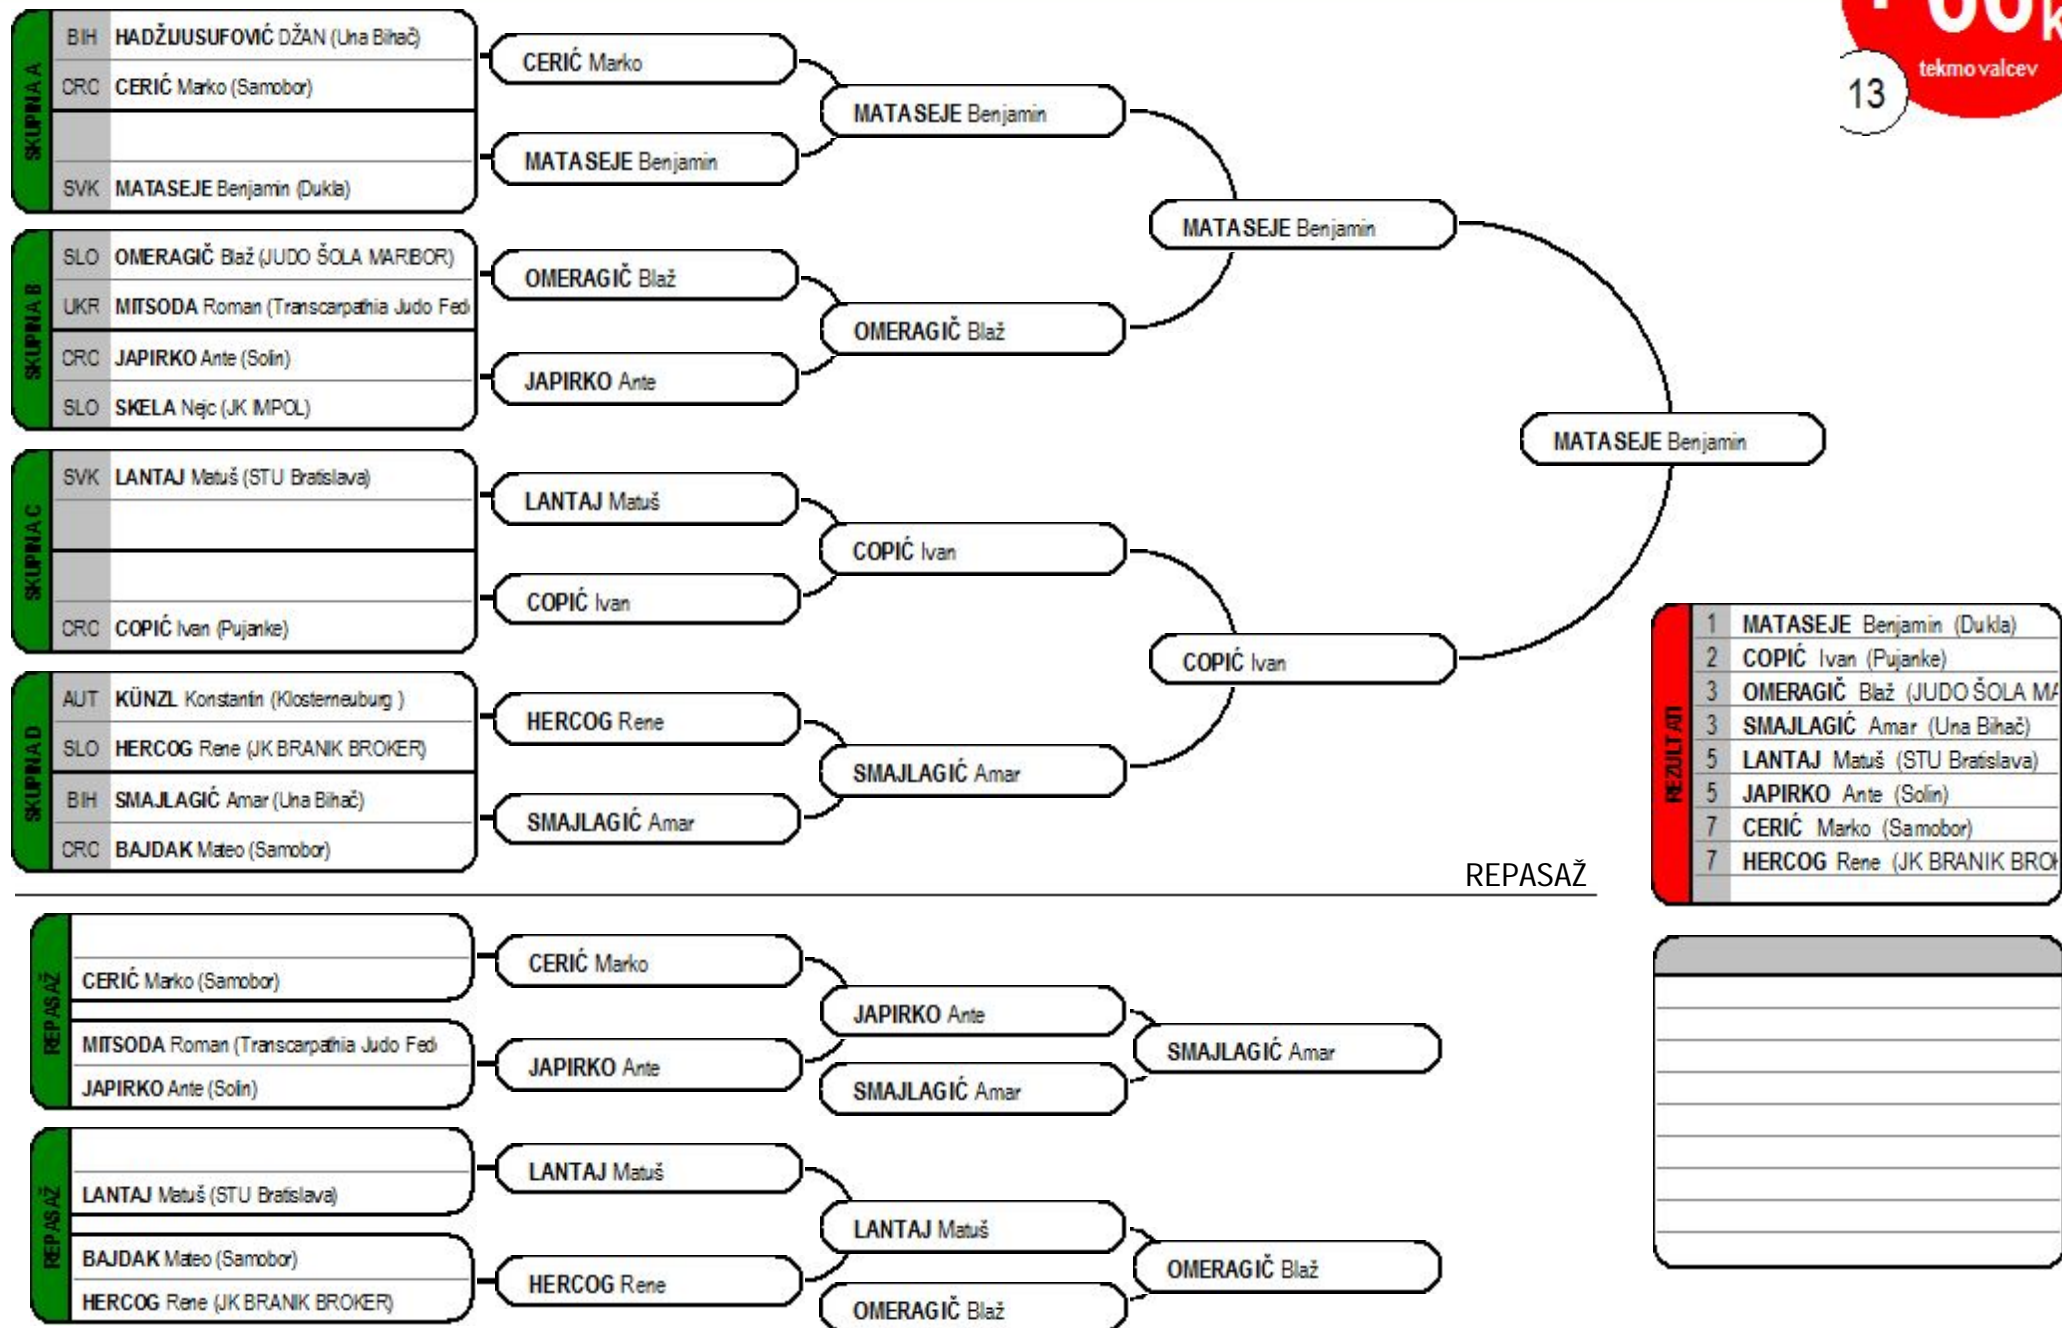 SKUPINA A
BIH HADŽIJUSUFOVIĆ DŽAN (Una Bihač)
CRO CERIĆ Marko (Samobor)
SVK MATASEJE Benjamin (Dukla)
SKUPINA B
SLO OMERAGIČ Blaž (JUDO ŠOLA MARIBOR)
UKR MITSODA Roman (Transcarpathia Judo Fed
CRO JAPIRKO Ante (Solin)
SLO SKELA Nejc (JK IMPOL)
SKUPINA C
SVK LANTAJ Matuš (STU Bratislava)
CRO COPIĆ Ivan (Pujanke)
SKUPINA D
AUT KÜNZL Konstantin (Klosterneuburg )
SLO HERCOG Rene (JK BRANIK BROKER)
BIH SMAJLAGIĆ Amar (Una Bihač)
CRO BAJDAK Mateo (Samobor)
CERIĆ Marko
MATASEJE Benjamin
OMERAGIČ Blaž
JAPIRKO Ante
LANTAJ Matuš
COPIĆ Ivan
HERCOG Rene
SMAJLAGIĆ Amar
MATASEJE Benjamin
OMERAGIČ Blaž
COPIĆ Ivan
SMAJLAGIĆ Amar
MATASEJE Benjamin
COPIĆ Ivan
MATASEJE Benjamin
tekmovalcev
13
REZULTATI
1 MATASEJE Benjamin (Dukla)
2 COPIĆ Ivan (Pujanke)
3 OMERAGIČ Blaž (JUDO ŠOLA MA
3 SMAJLAGIĆ Amar (Una Bihač)
5 LANTAJ Matuš (STU Bratislava)
5 JAPIRKO Ante (Solin)
7 CERIĆ Marko (Samobor)
7 HERCOG Rene (JK BRANIK BROK
REPASAŽ
REPASAŽ
CERIĆ Marko (Samobor)
MITSODA Roman (Transcarpathia Judo Fed
JAPIRKO Ante (Solin)
REPASAŽ
LANTAJ Matuš (STU Bratislava)
BAJDAK Mateo (Samobor)
HERCOG Rene (JK BRANIK BROKER)
CERIĆ Marko
JAPIRKO Ante
LANTAJ Matuš
HERCOG Rene
JAPIRKO Ante
SMAJLAGIĆ Amar
LANTAJ Matuš
OMERAGIČ Blaž
SMAJLAGIĆ Amar
OMERAGIČ Blaž